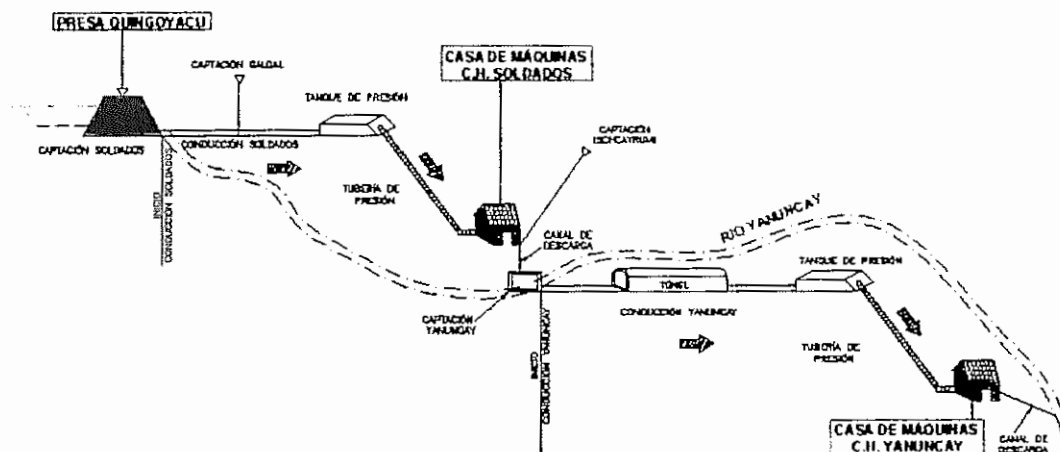 PRESA QUINGOYACU
CAPTACIÓN GALGAL
CASA DE MÁQUINAS
C.H. SOLDADOS
TANQUE DE PRESIÓN
CAPTACIÓN
CAPTACIÓN SOLDADOS
CONDUCCIÓN SOLDADOS
INICIO
CONDUCCIÓN SOLDADOS
TUBERÍA DE
PRESIÓN
CANAL DE
DESCARGA
RIO YANUNCAY
TANQUE DE PRESIÓN
TÚNEL
CAPTACIÓN
YANUNCAY
CONDUCCIÓN YANUNCAY
INICIO
CONDUCCIÓN YANUNCAY
TUBERÍA DE
PRESIÓN
CASA DE MÁQUINAS
C.H. YANUNCAY
CANAL DE
DESCARGA